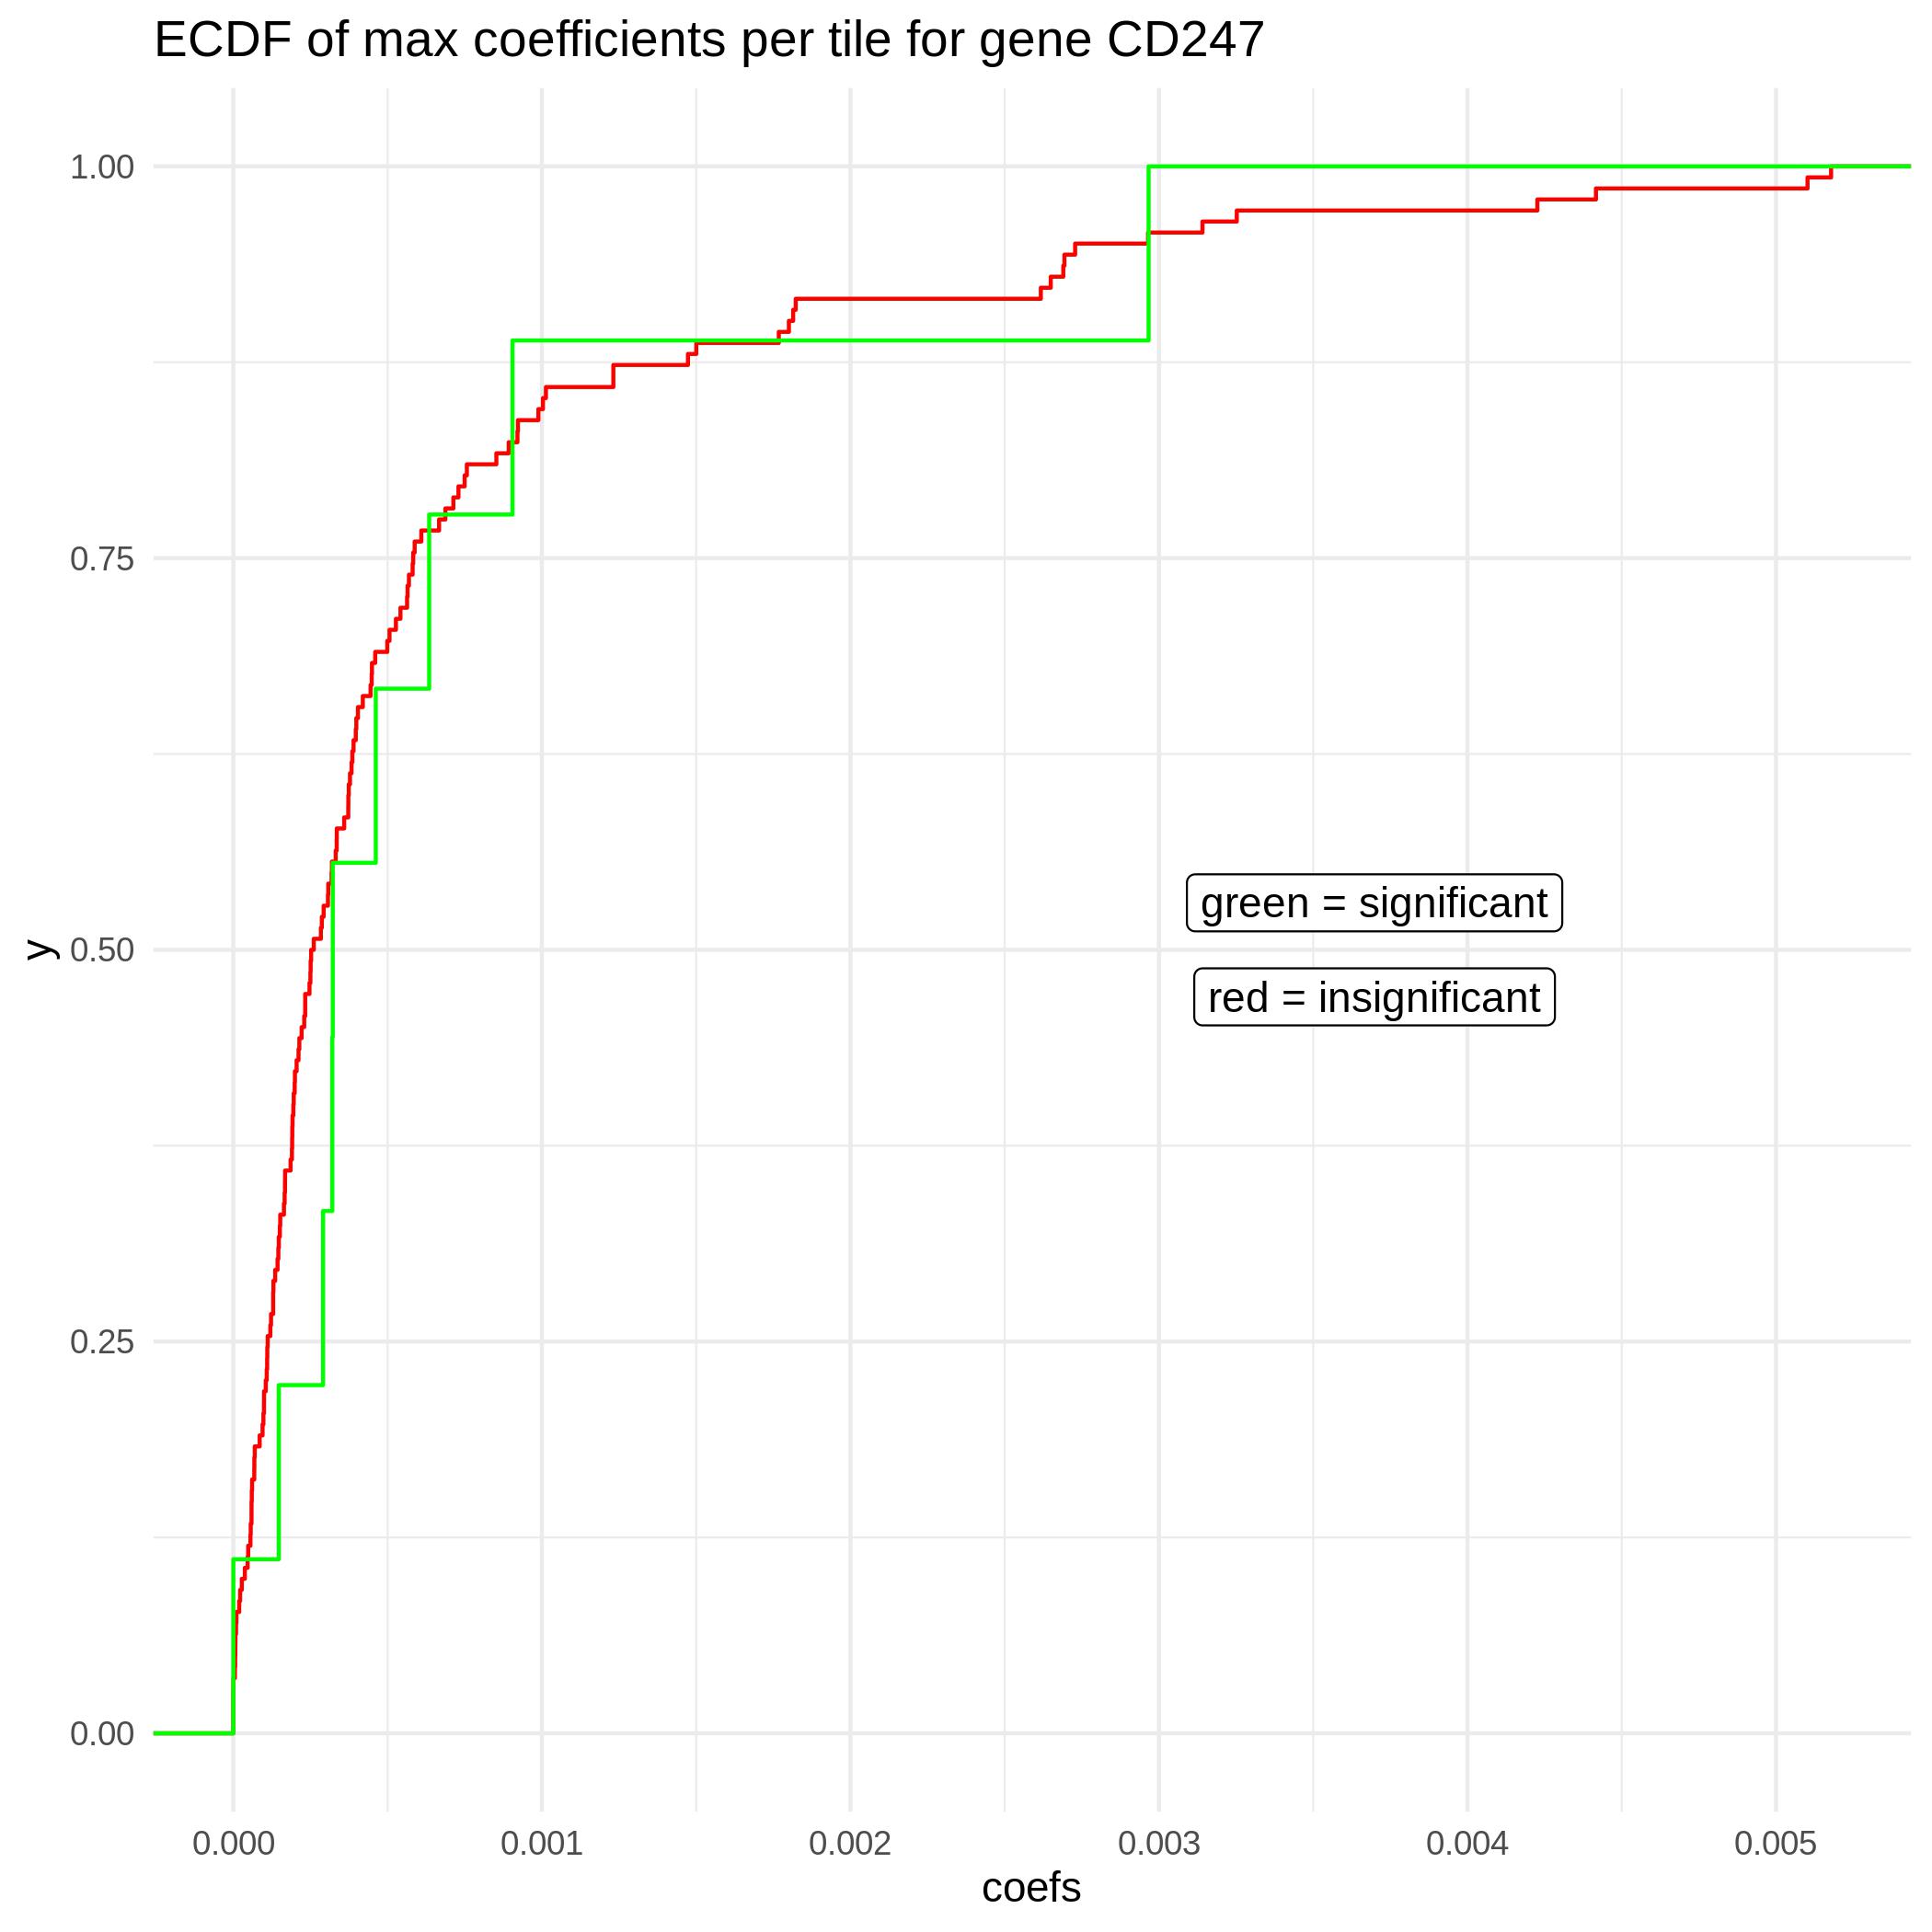 ECDF of max coefficients per tile for gene CD247
1.00
0.75
0.50
0.25
0.00
y
green = significant
red = insignificant
0.000 0.001 0.002 0.003 0.004 0.005
coefs